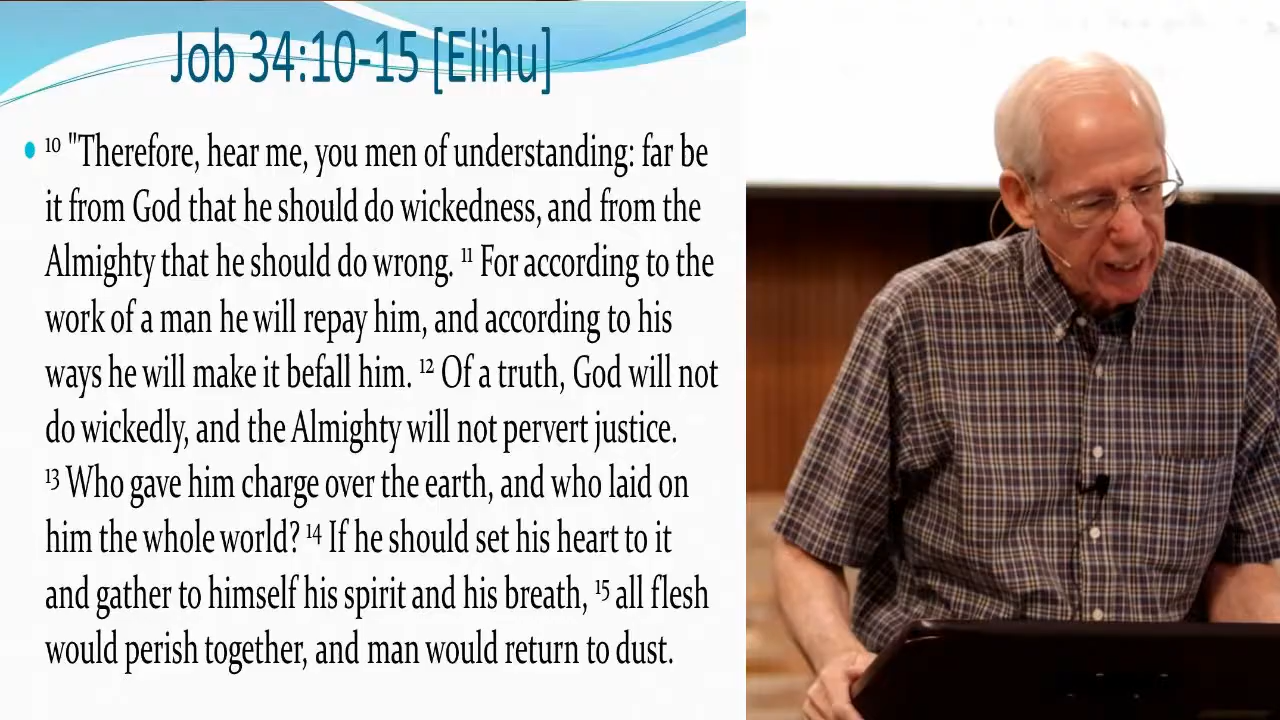 Job 34:10-15 [Elihu]
• ¹⁰ "Therefore, hear me, you men of understanding: far be
it from God that he should do wickedness, and from the
Almighty that he should do wrong. ¹¹ For according to the
work of a man he will repay him, and according to his
ways he will make it befall him. ¹² Of a truth, God will not
do wickedly, and the Almighty will not pervert justice.
¹³ Who gave him charge over the earth, and who laid on
him the whole world? ¹⁴ If he should set his heart to it
and gather to himself his spirit and his breath, ¹⁵ all flesh
would perish together, and man would return to dust.